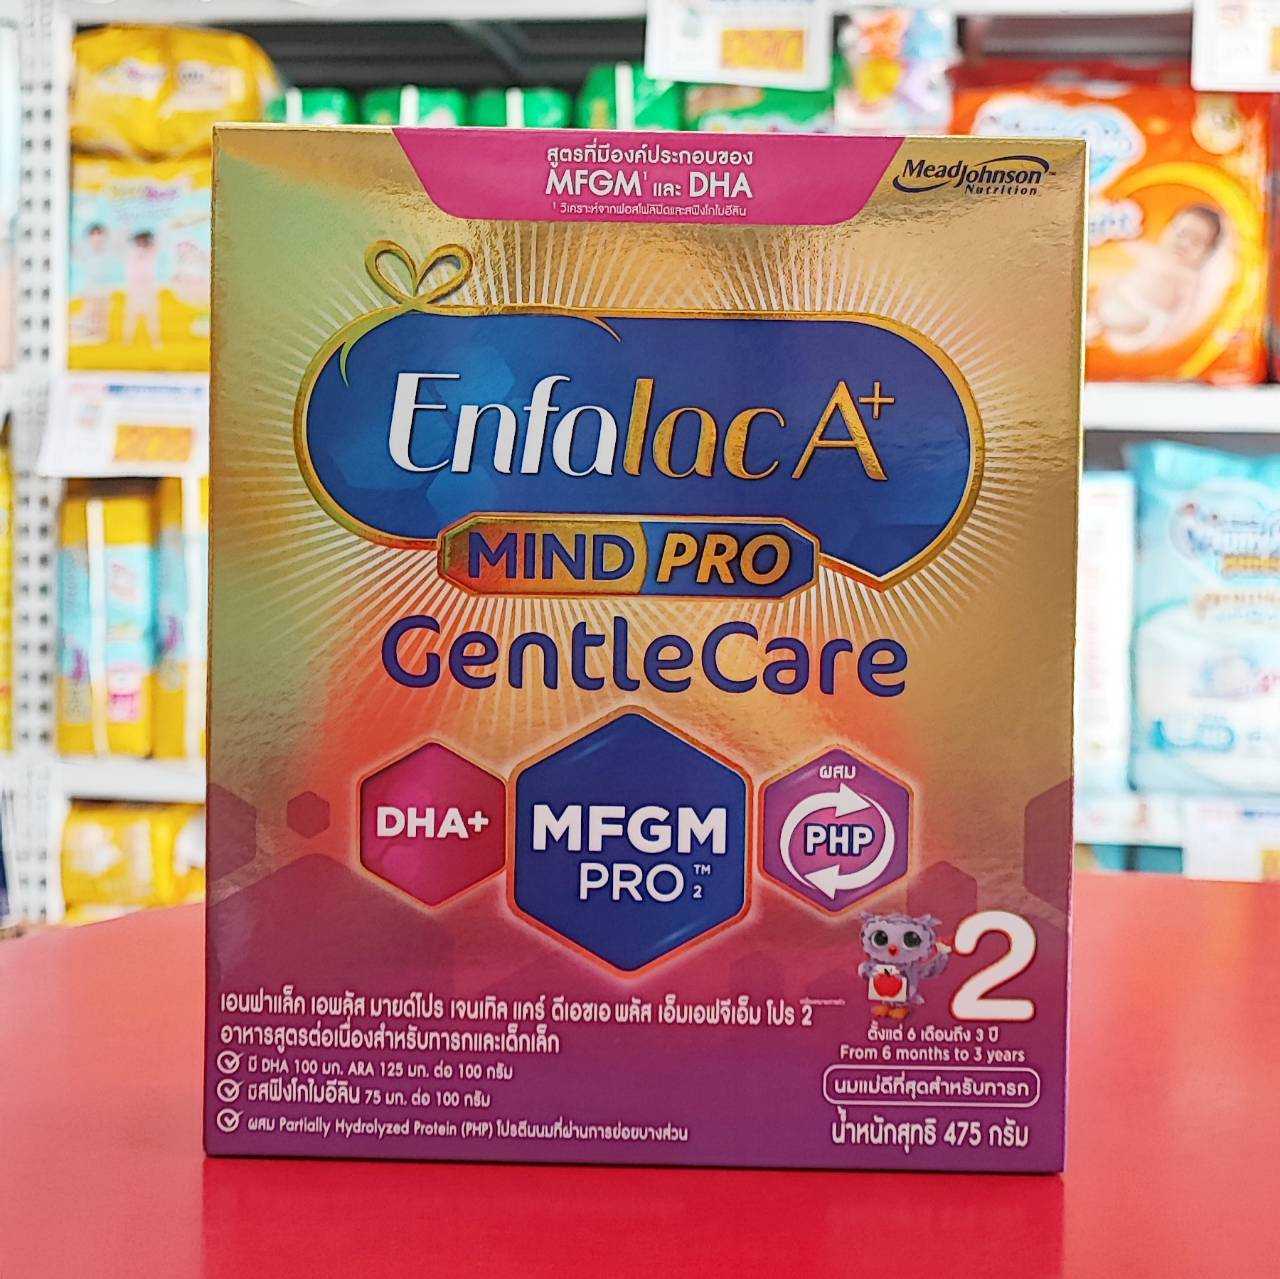 สูตรที่มีองค์ประกอบของ
MFGM¹ และ DHA
¹ วิเคราะห์จากฟอสโฟลิปิดและสฟิงโกไมอีลิน
MeadJohnson™
Nutrition
Enfalac A+
MIND PRO
GentleCare
DHA+
MFGM
PRO™ 2
ผสม
PHP
2
เอนฟาแล็ค เอพลัส มายด์โปร เจนเทิล แคร์ ดีเอชเอ พลัส เอ็มเอฟจีเอ็ม โปร 2
อาหารสูตรต่อเนื่องสำหรับทารกและเด็กเล็ก
มี DHA 100 มก. ARA 125 มก. ต่อ 100 กรัม
มีสฟิงโกไมอีลิน 75 มก. ต่อ 100 กรัม
ผสม Partially Hydrolyzed Protein (PHP) โปรตีนนมที่ผ่านการย่อยบางส่วน
ตั้งแต่ 6 เดือนถึง 3 ปี
From 6 months to 3 years
นมแม่ดีที่สุดสำหรับทารก
น้ำหนักสุทธิ 475 กรัม